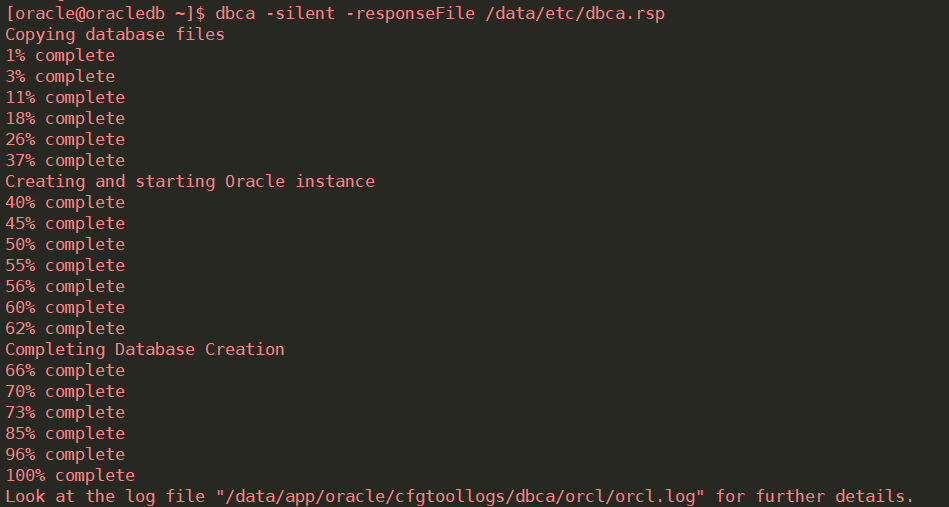 [oracle@oracledb ~]$ dbca -silent -responseFile /data/etc/dbca.rsp
Copying database files
1% complete
3% complete
11% complete
18% complete
26% complete
37% complete
Creating and starting Oracle instance
40% complete
45% complete
50% complete
55% complete
56% complete
60% complete
62% complete
Completing Database Creation
66% complete
70% complete
73% complete
85% complete
96% complete
100% complete
Look at the log file "/data/app/oracle/cfgtoollogs/dbca/orcl/orcl.log" for further details.